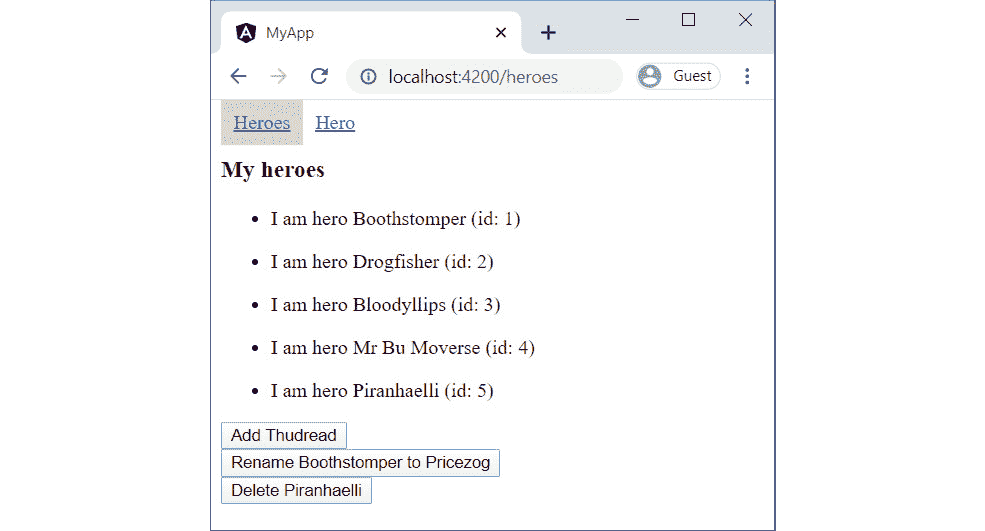 MyApp
localhost:4200/heroes Guest
Heroes Hero
My heroes
• I am hero Boothstomper (id: 1)
• I am hero Drogfisher (id: 2)
• I am hero Bloodyllips (id: 3)
• I am hero Mr Bu Moverse (id: 4)
• I am hero Piranhaelli (id: 5)
Add Thudread
Rename Boothstomper to Pricezog
Delete Piranhaelli